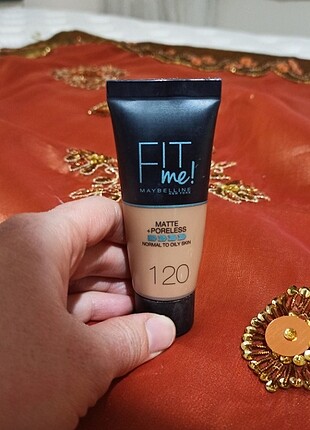 FIT
me!
MAYBELLINE
NEW YORK
MATTE
+PORELESS
NORMAL TO OILY SKIN
120